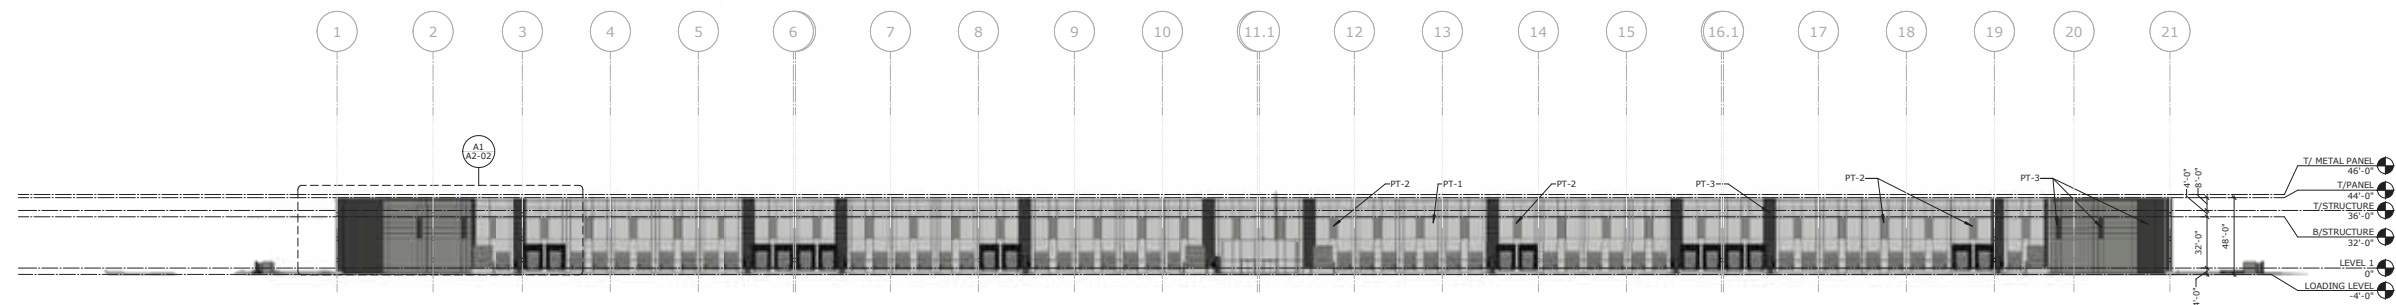 1 2 3 4 5 6 7 8 9 10 11.1 12 13 14 15 16.1 17 18 19 20 21
A1
A2-02
PT-2 PT-1 PT-2 PT-3 PT-2 PT-3
4'-0" 8'-0"
32'-0" 48'-0"
T/ METAL PANEL
46'-0"
T/PANEL
44'-0"
T/STRUCTURE
36'-0"
B/STRUCTURE
32'-0"
LEVEL 1
0"
LOADING LEVEL
-4'-0"